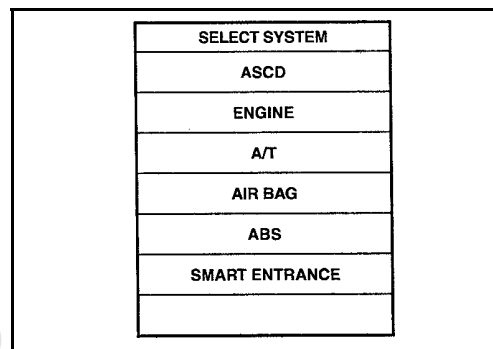 SELECT SYSTEM
ASCD
ENGINE
A/T
AIR BAG
ABS
SMART ENTRANCE